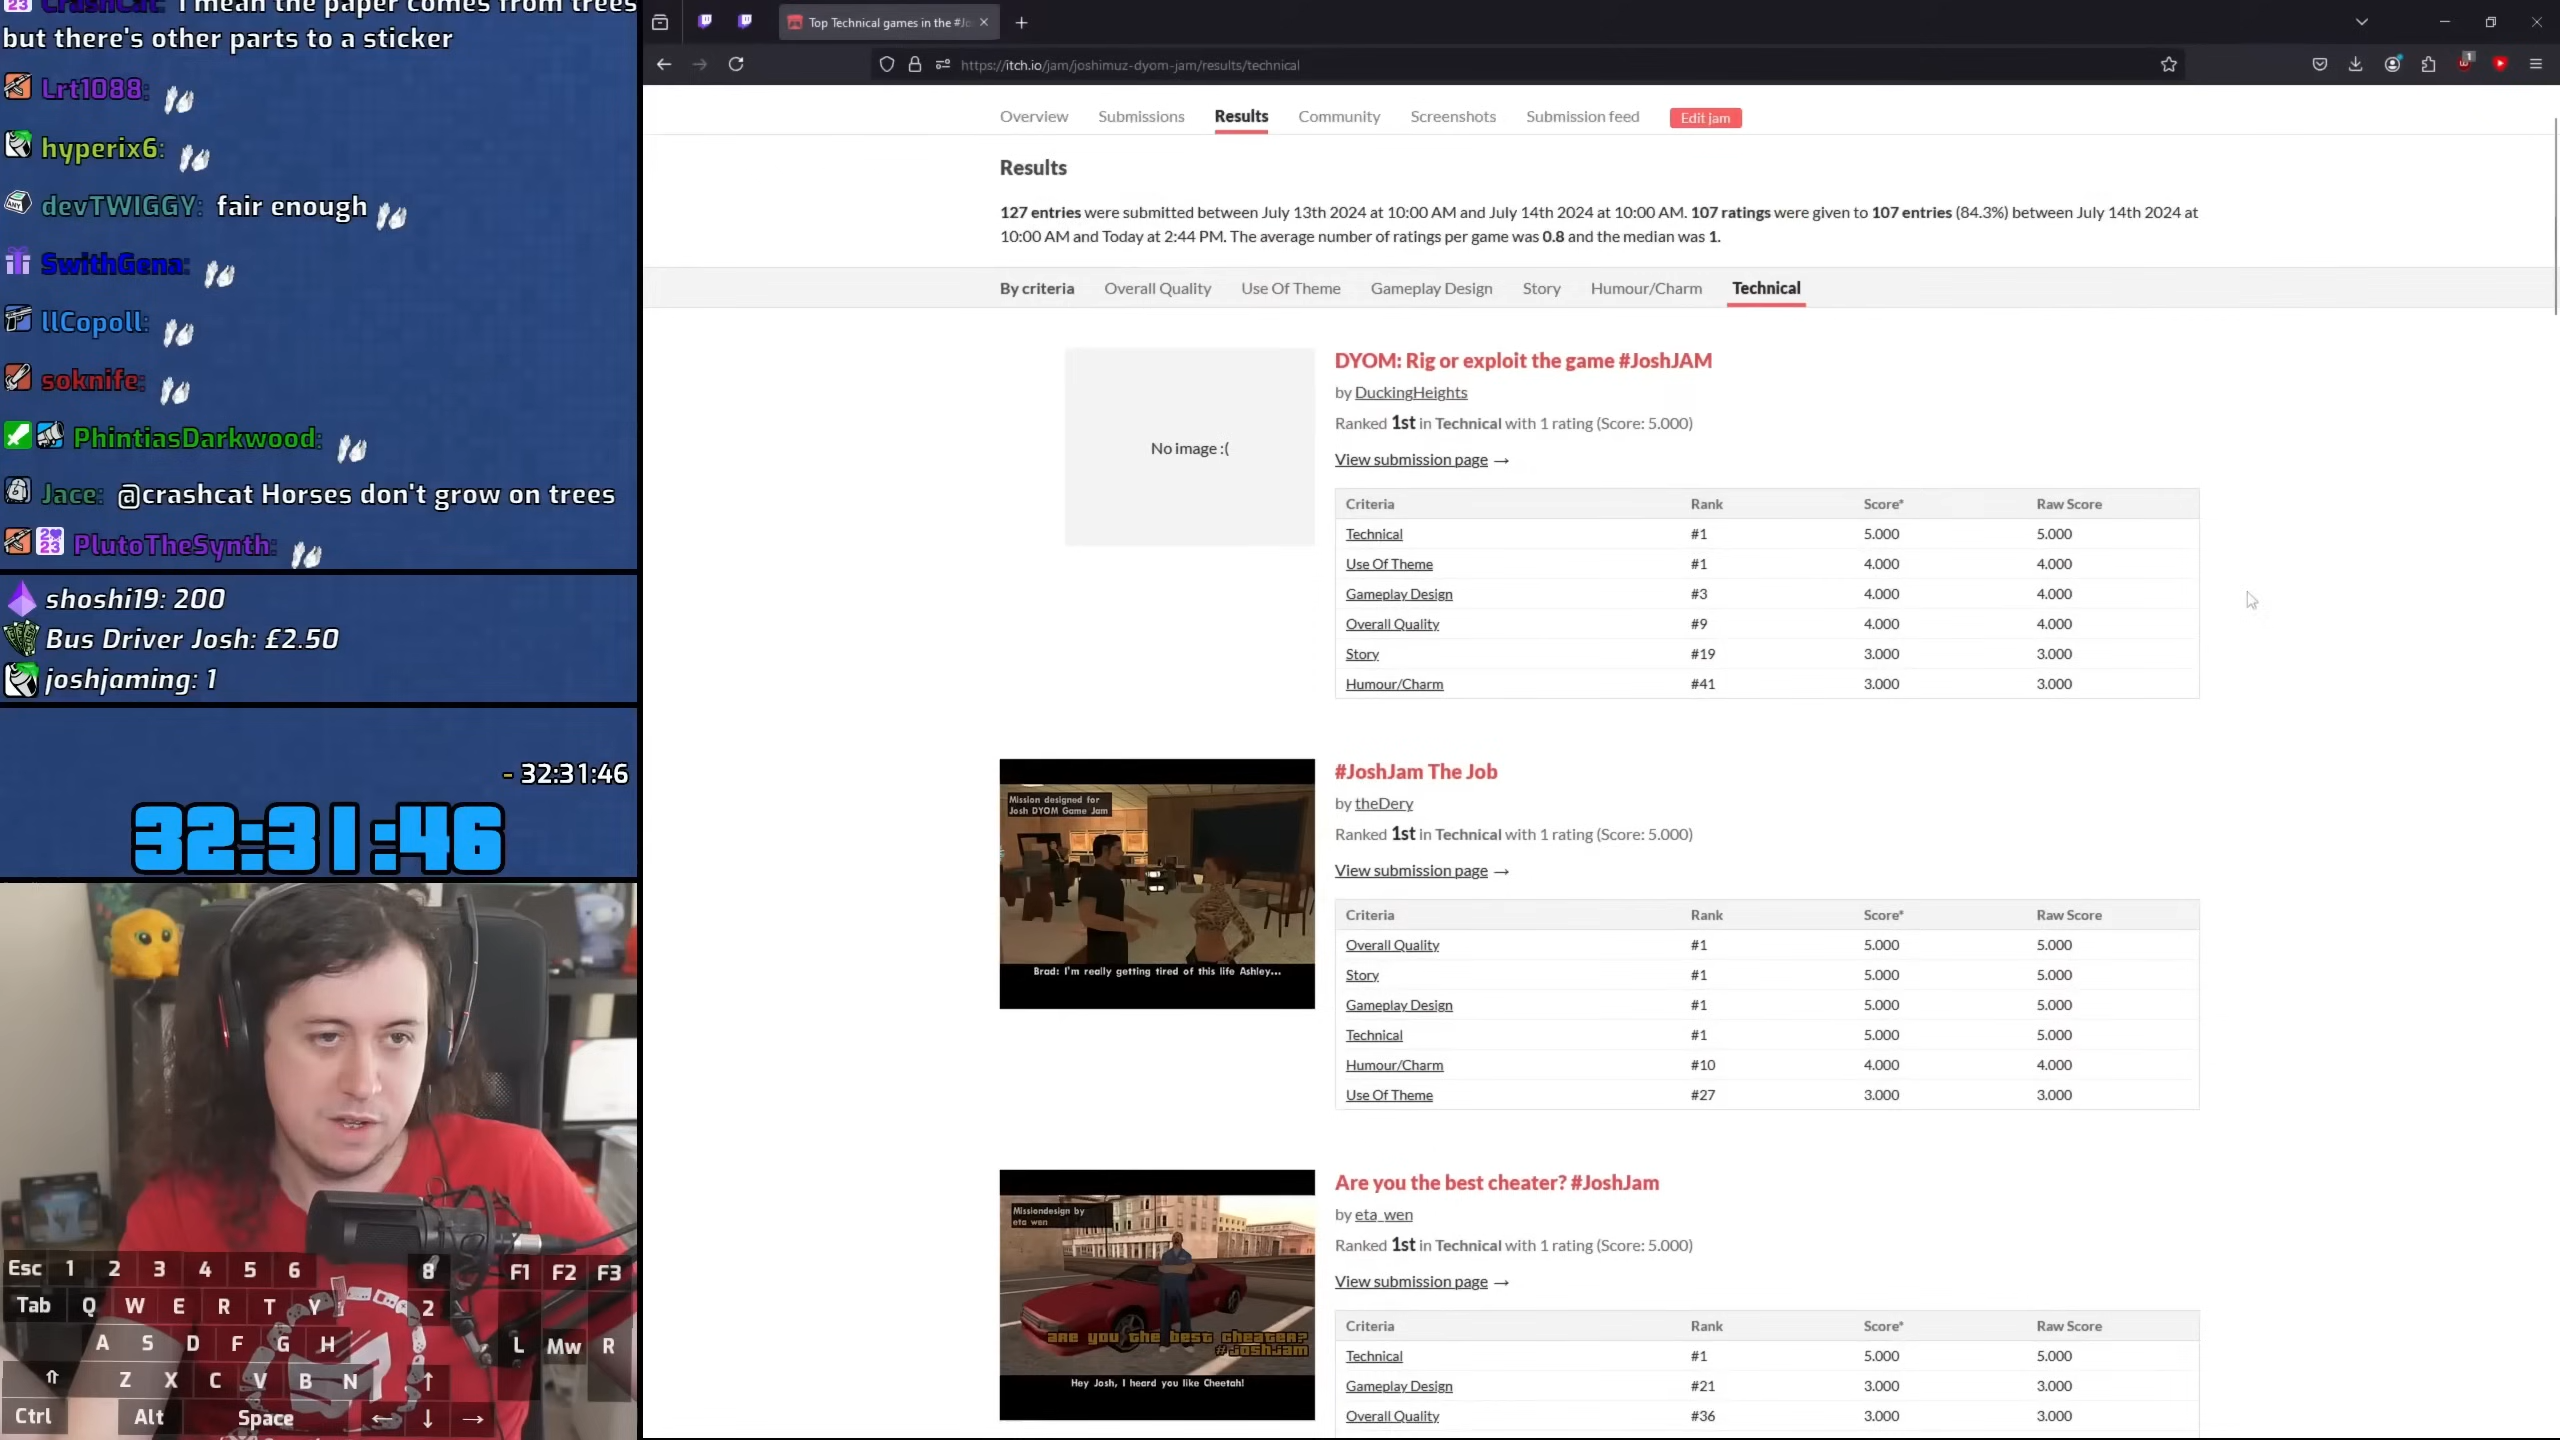 CrashCat: I mean the paper comes from trees
but there's other parts to a sticker
Lrt1088:
hyperix6:
devTWIGGY: fair enough
SwithGena:
llCopoll:
soknife:
PhintiasDarkwood:
Jace: @crashcat Horses don't grow on trees
PlutoTheSynth:
shoshi19: 200
Bus Driver Josh: £2.50
joshjaming: 1
- 32:31:46
32:31:46
Esc 1 2 3 4 5 6 8 F1 F2 F3
Tab Q W E R T Y 2
A S D F G H L Mw R
⇧ Z X C V B N ↑
Ctrl Alt Space ← ↓ →
Top Technical games in the #Jo
https://itch.io/jam/joshimuz-dyom-jam/results/technical
1
Overview Submissions Results Community Screenshots Submission feed Edit jam
Results
127 entries were submitted between July 13th 2024 at 10:00 AM and July 14th 2024 at 10:00 AM. 107 ratings were given to 107 entries (84.3%) between July 14th 2024 at
10:00 AM and Today at 2:44 PM. The average number of ratings per game was 0.8 and the median was 1.
By criteria Overall Quality Use Of Theme Gameplay Design Story Humour/Charm Technical
No image :(
DYOM: Rig or exploit the game #JoshJAM
by DuckingHeights
Ranked 1st in Technical with 1 rating (Score: 5.000)
View submission page →
Criteria Rank Score* Raw Score
Technical #1 5.000 5.000
Use Of Theme #1 4.000 4.000
Gameplay Design #3 4.000 4.000
Overall Quality #9 4.000 4.000
Story #19 3.000 3.000
Humour/Charm #41 3.000 3.000
Mission designed for
Josh DYOM Game Jam
Brad: I'm really getting tired of this life Ashley...
#JoshJam The Job
by theDery
Ranked 1st in Technical with 1 rating (Score: 5.000)
View submission page →
Criteria Rank Score* Raw Score
Overall Quality #1 5.000 5.000
Story #1 5.000 5.000
Gameplay Design #1 5.000 5.000
Technical #1 5.000 5.000
Humour/Charm #10 4.000 4.000
Use Of Theme #27 3.000 3.000
Missiondesign by
eta wen
are you the best cheater?
#JoshJam
Hey Josh, I heard you like Cheetah!
Are you the best cheater? #JoshJam
by eta_wen
Ranked 1st in Technical with 1 rating (Score: 5.000)
View submission page →
Criteria Rank Score* Raw Score
Technical #1 5.000 5.000
Gameplay Design #21 3.000 3.000
Overall Quality #36 3.000 3.000